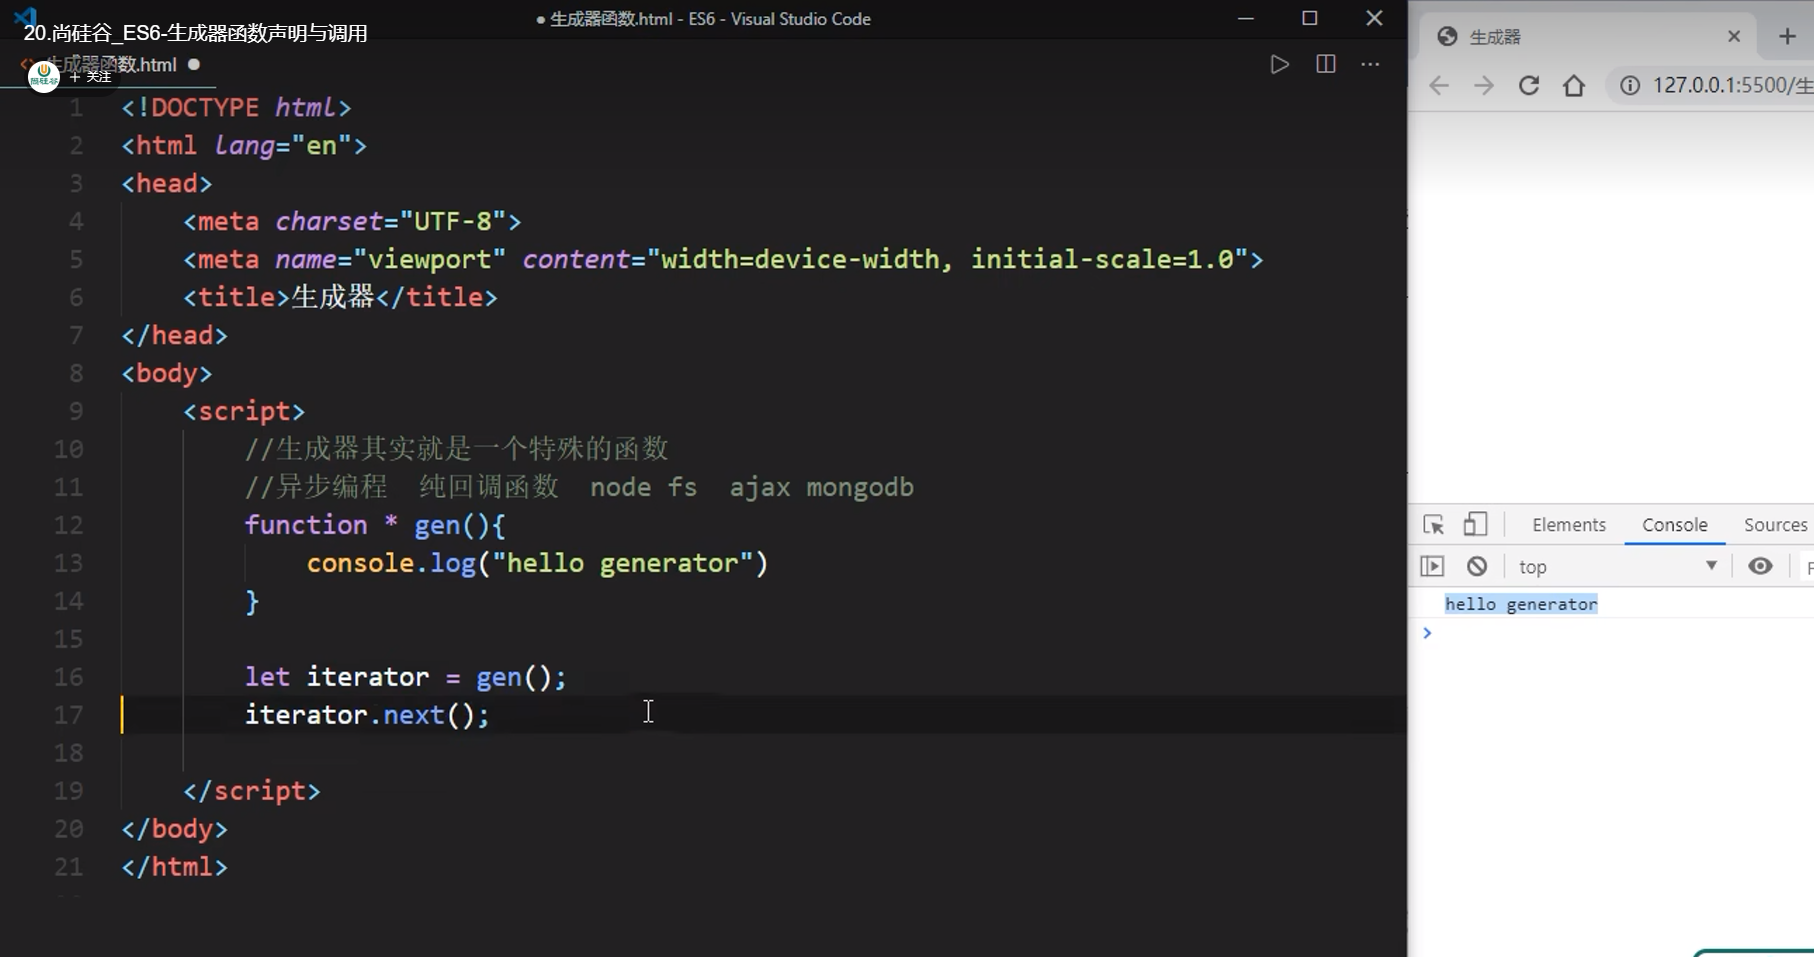 ● 生成器函数.html - ES6 - Visual Studio Code
20.尚硅谷_ES6-生成器函数声明与调用
生成器函数.html ●
尚硅谷 + 关注
1 <!DOCTYPE html>
2 <html lang="en">
3 <head>
4 <meta charset="UTF-8">
5 <meta name="viewport" content="width=device-width, initial-scale=1.0">
6 <title>生成器</title>
7 </head>
8 <body>
9 <script>
10 //生成器其实就是一个特殊的函数
11 //异步编程 纯回调函数 node fs ajax mongodb
12 function * gen(){
13 console.log("hello generator")
14 }
15
16 let iterator = gen();
17 iterator.next();
18
19 </script>
20 </body>
21 </html>
生成器
127.0.0.1:5500/生
Elements Console Sources
top
hello generator